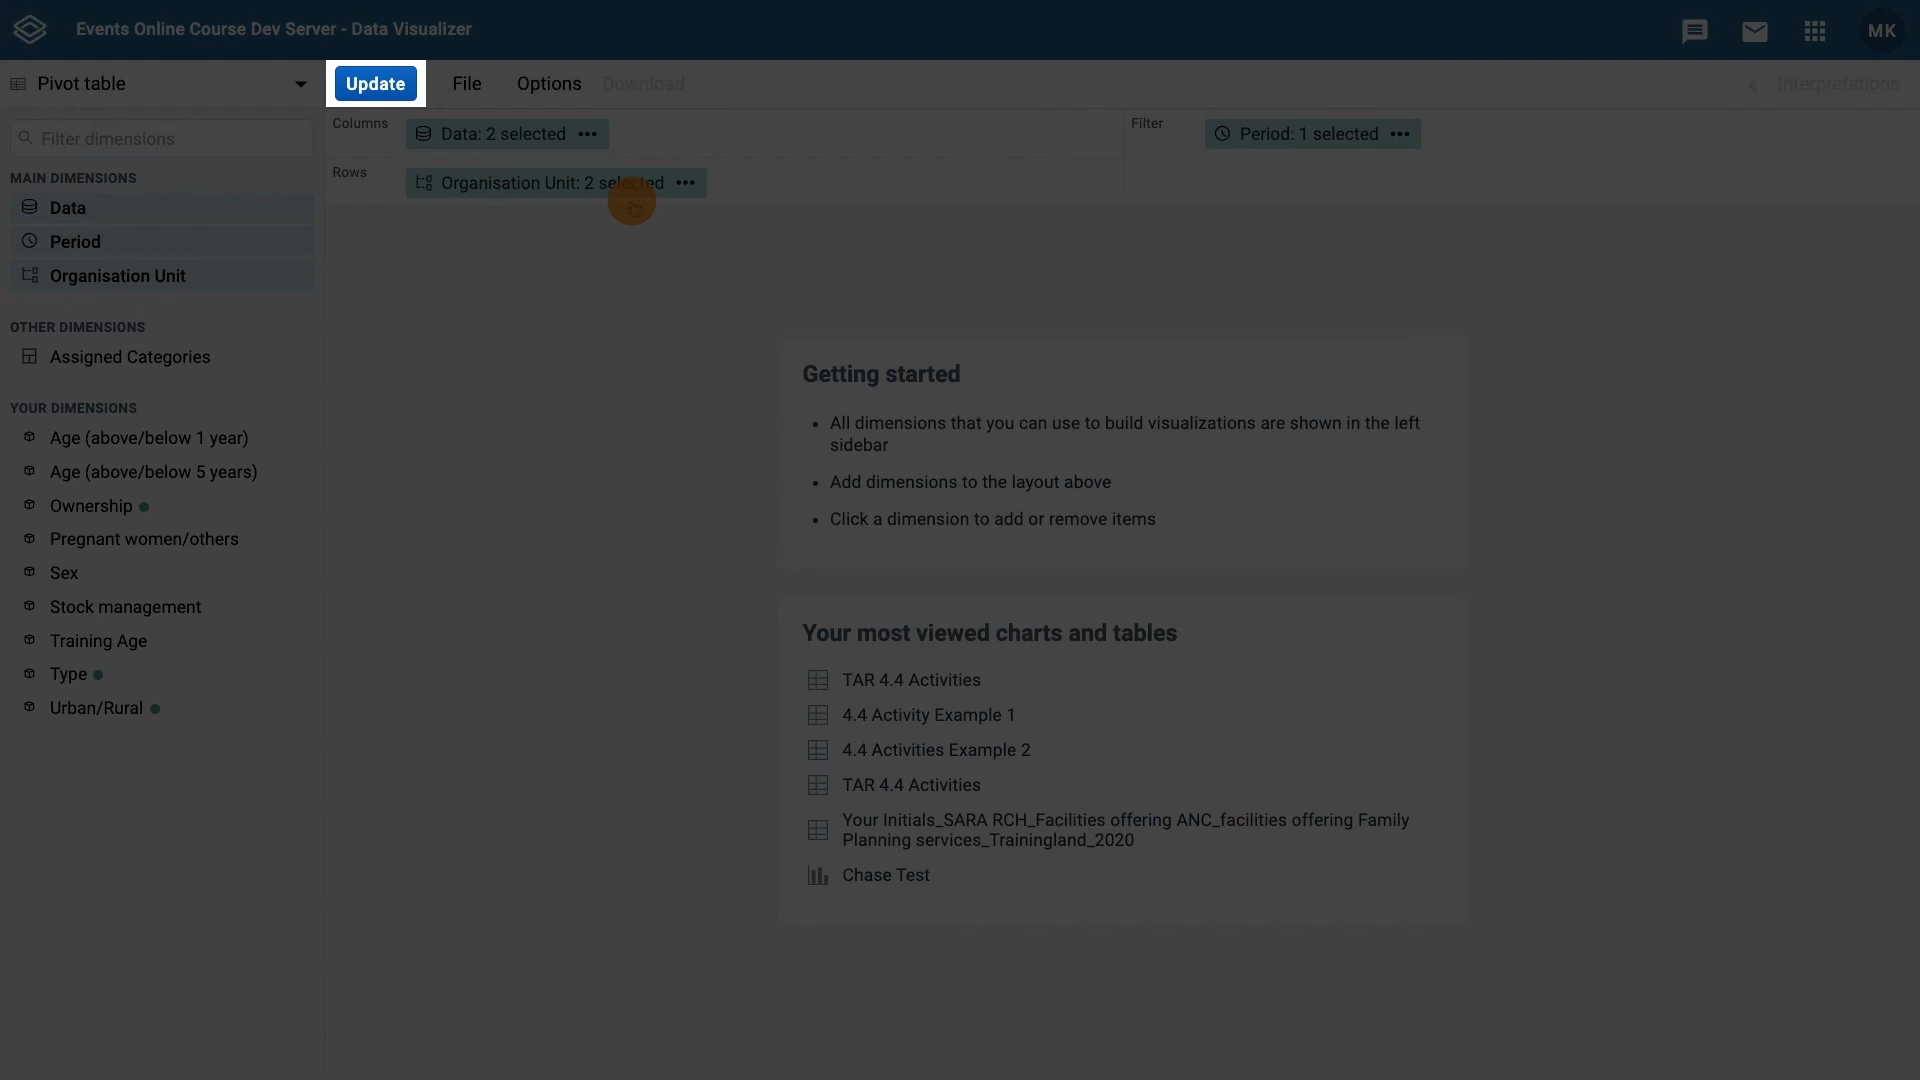 Events Online Course Dev Server - Data Visualizer
MK
Pivot table
Update
File
Options
Download
Interpretations
Filter dimensions
Columns
Data: 2 selected
Filter
Period: 1 selected
Rows
Organisation Unit: 2 selected
MAIN DIMENSIONS
Data
Period
Organisation Unit
OTHER DIMENSIONS
Assigned Categories
YOUR DIMENSIONS
Age (above/below 1 year)
Age (above/below 5 years)
Ownership
Pregnant women/others
Sex
Stock management
Training Age
Type
Urban/Rural
Getting started
All dimensions that you can use to build visualizations are shown in the left
sidebar
Add dimensions to the layout above
Click a dimension to add or remove items
Your most viewed charts and tables
TAR 4.4 Activities
4.4 Activity Example 1
4.4 Activities Example 2
TAR 4.4 Activities
Your Initials_SARA RCH_Facilities offering ANC_facilities offering Family
Planning services_Trainingland_2020
Chase Test